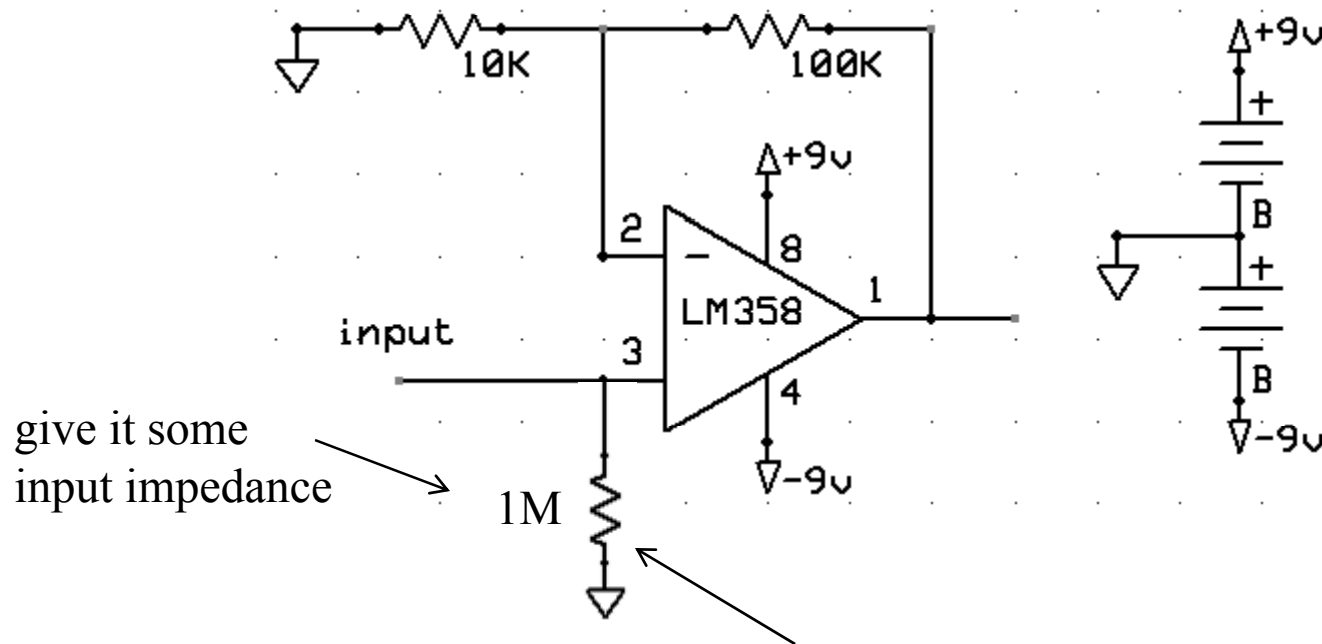 10K
100K
+9v
+
B
+9v
2
-
8
LM358
1
+
B
-9v
input
3
4
-9v
give it some
input impedance
1M